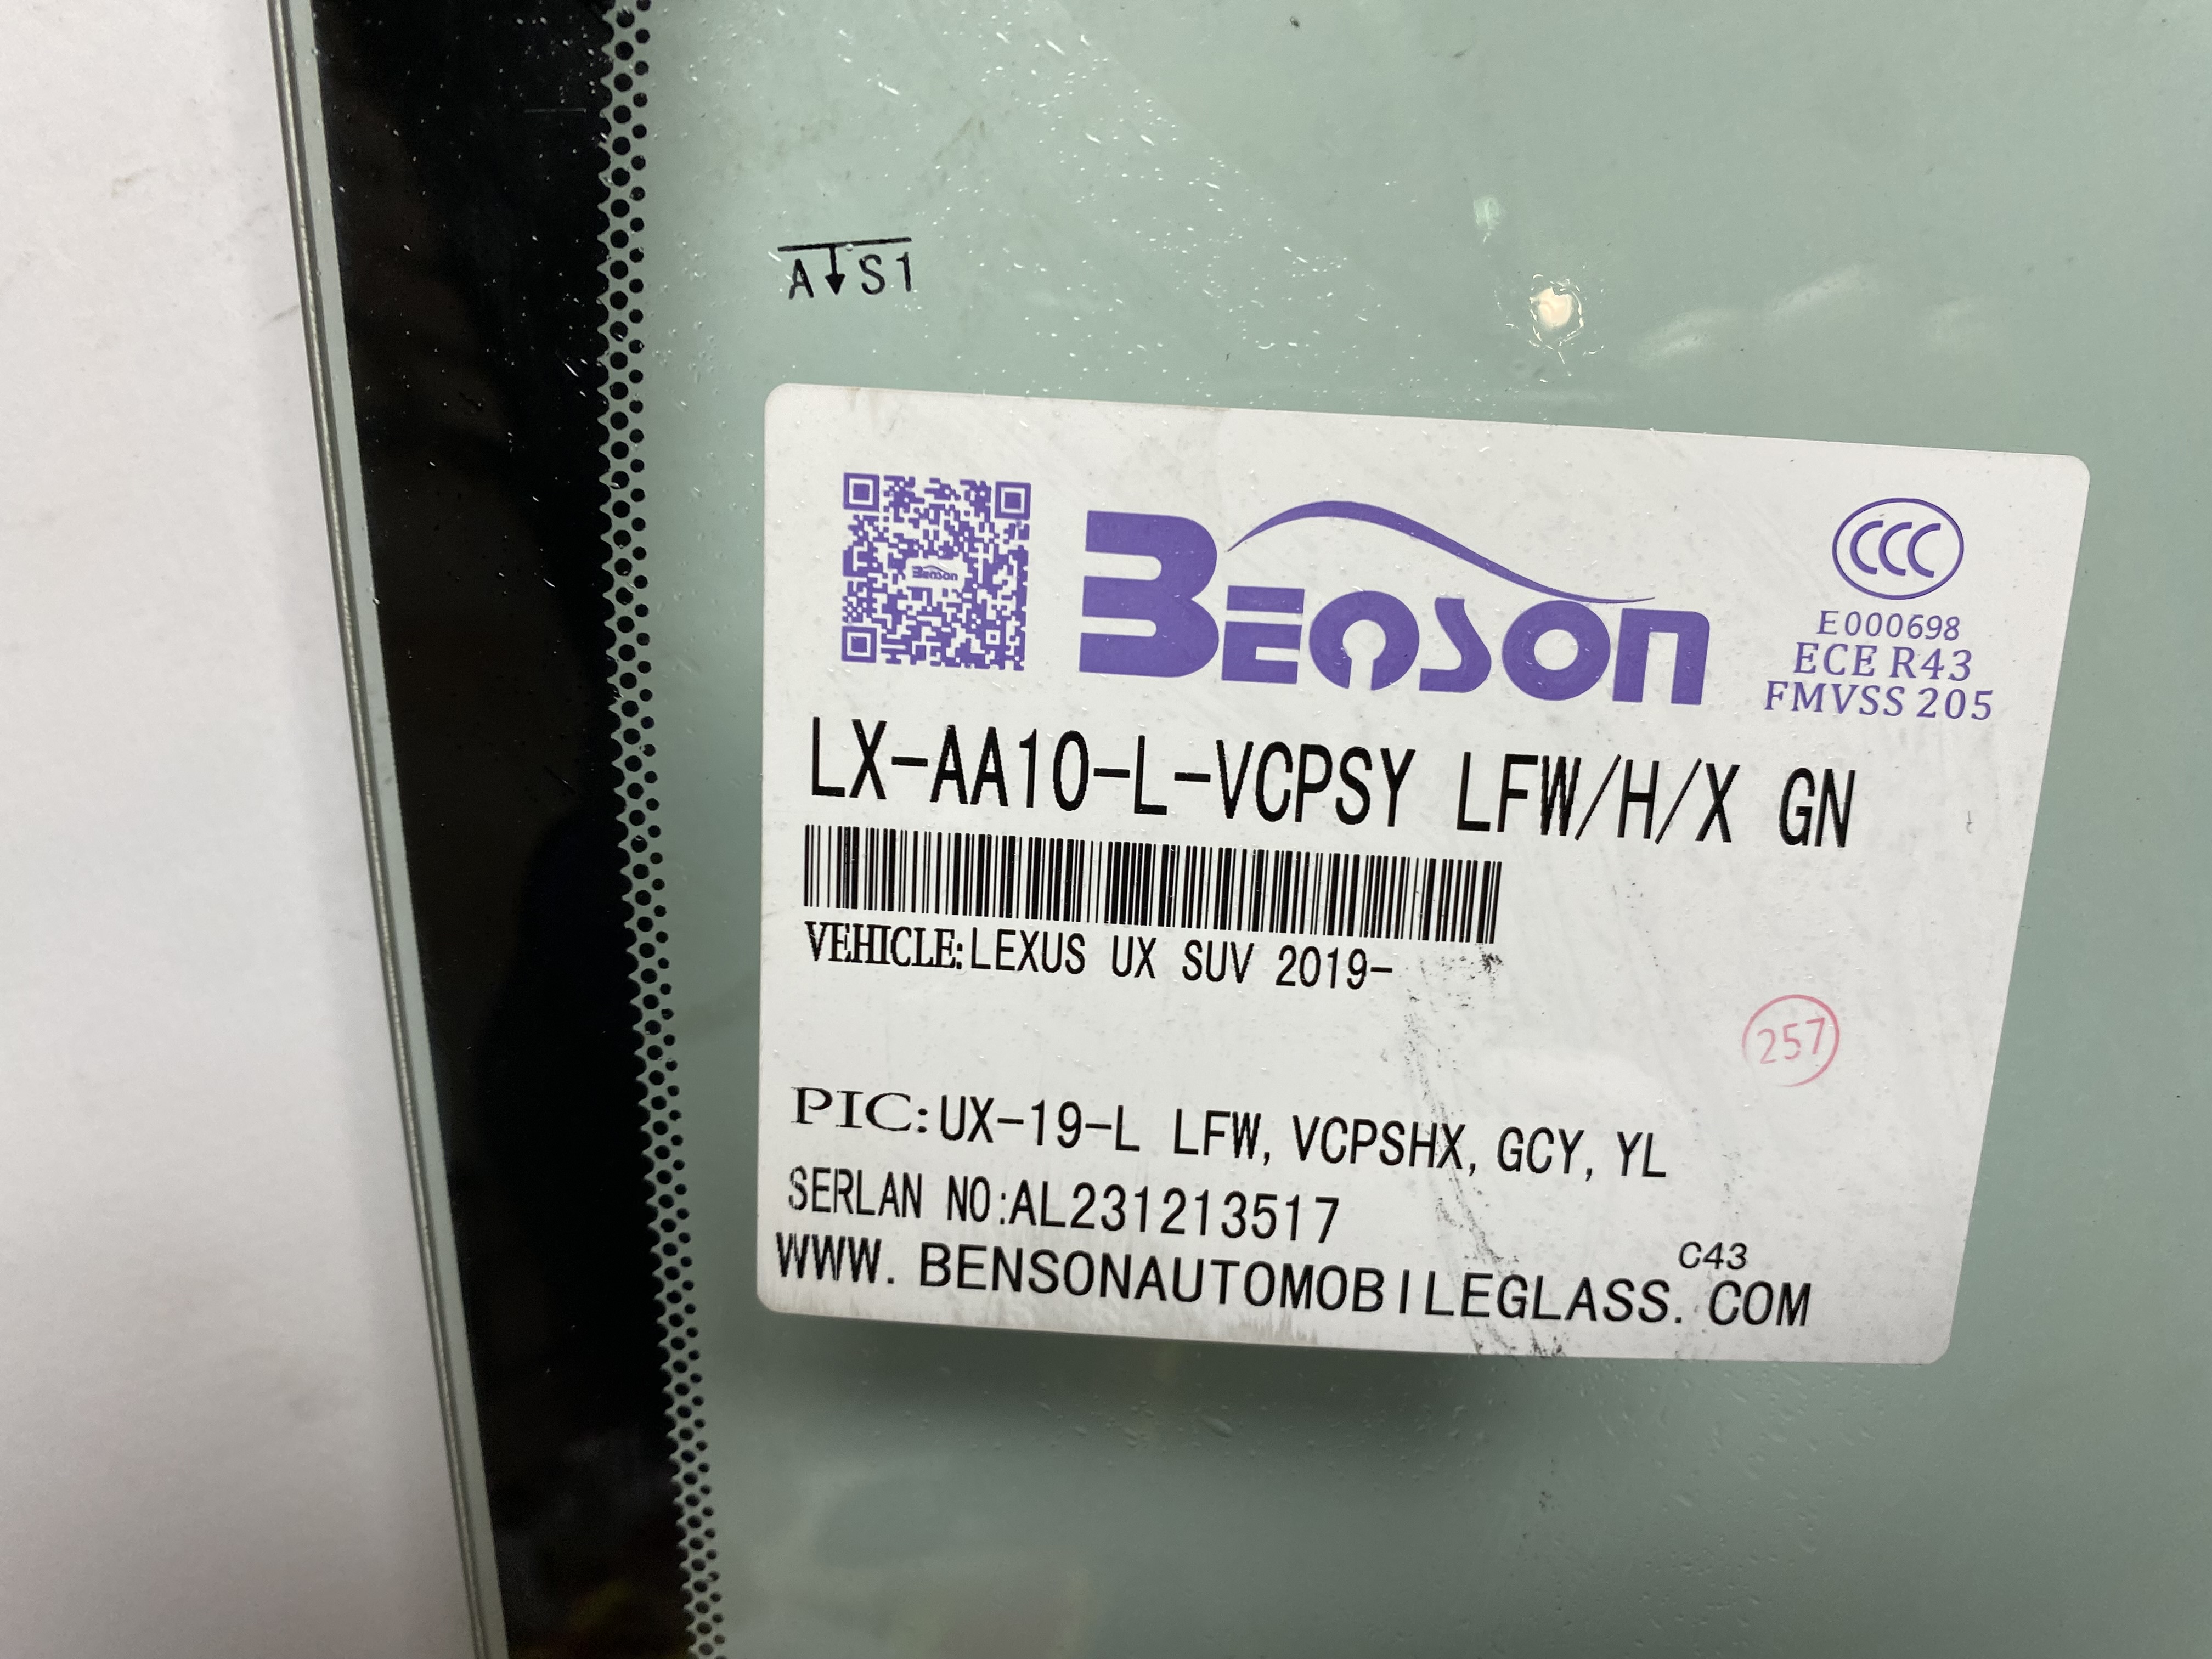 A↓S1
Benson
Benson
CCC
E000698
ECE R43
FMVSS 205
LX-AA10-L-VCPSY LFW/H/X GN
VEHICLE:LEXUS UX SUV 2019-
257
PIC:UX-19-L LFW, VCPSHX, GCY, YL
SERLAN NO:AL231213517
C43
WWW. BENSONAUTOMOBILEGLASS. COM